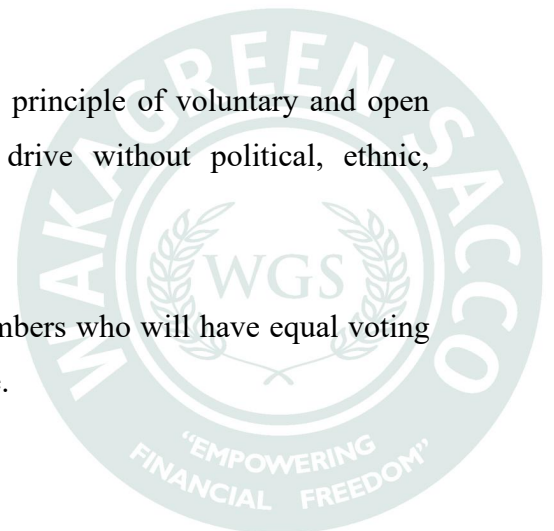 principle of voluntary and open
drive without political, ethnic,
mbers who will have equal voting
WAKAGREEN SACCO
WGS
"EMPOWERING
FINANCIAL FREEDOM"